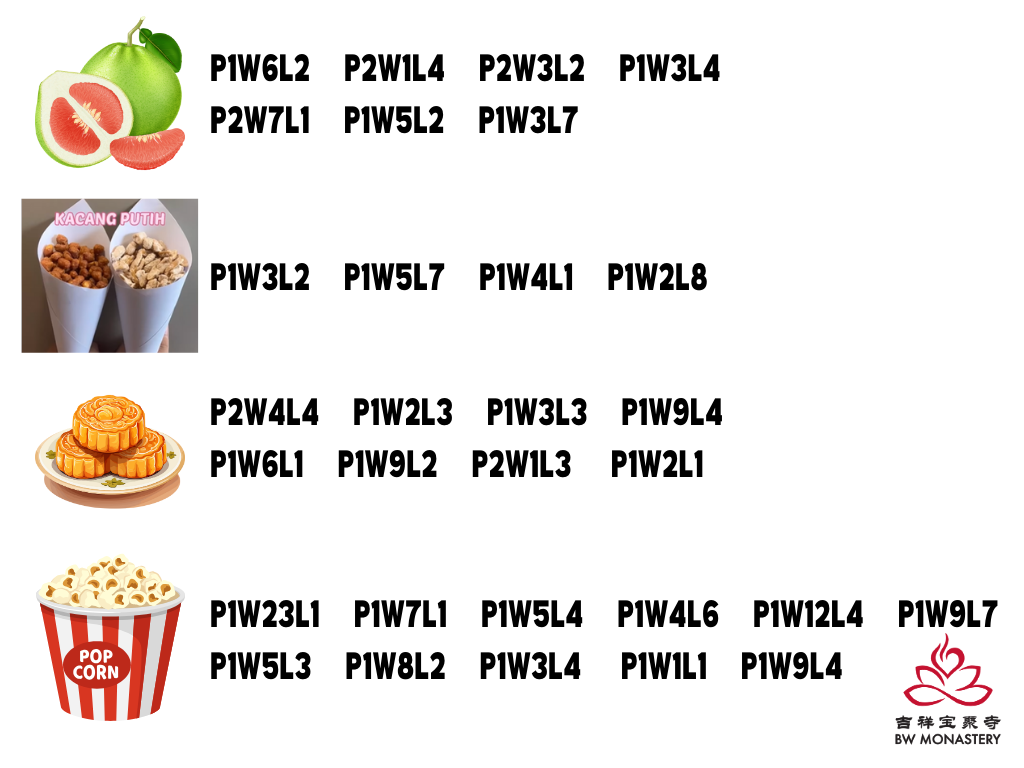 P1W6L2 P2W1L4 P2W3L2 P1W3L4
P2W7L1 P1W5L2 P1W3L7
KACANG PUTIH
P1W3L2 P1W5L7 P1W4L1 P1W2L8
P2W4L4 P1W2L3 P1W3L3 P1W9L4
P1W6L1 P1W9L2 P2W1L3 P1W2L1
P1W23L1 P1W7L1 P1W5L4 P1W4L6 P1W12L4 P1W9L7
P1W5L3 P1W8L2 P1W3L4 P1W1L1 P1W9L4
POP
CORN
吉祥宝聚寺
BW MONASTERY